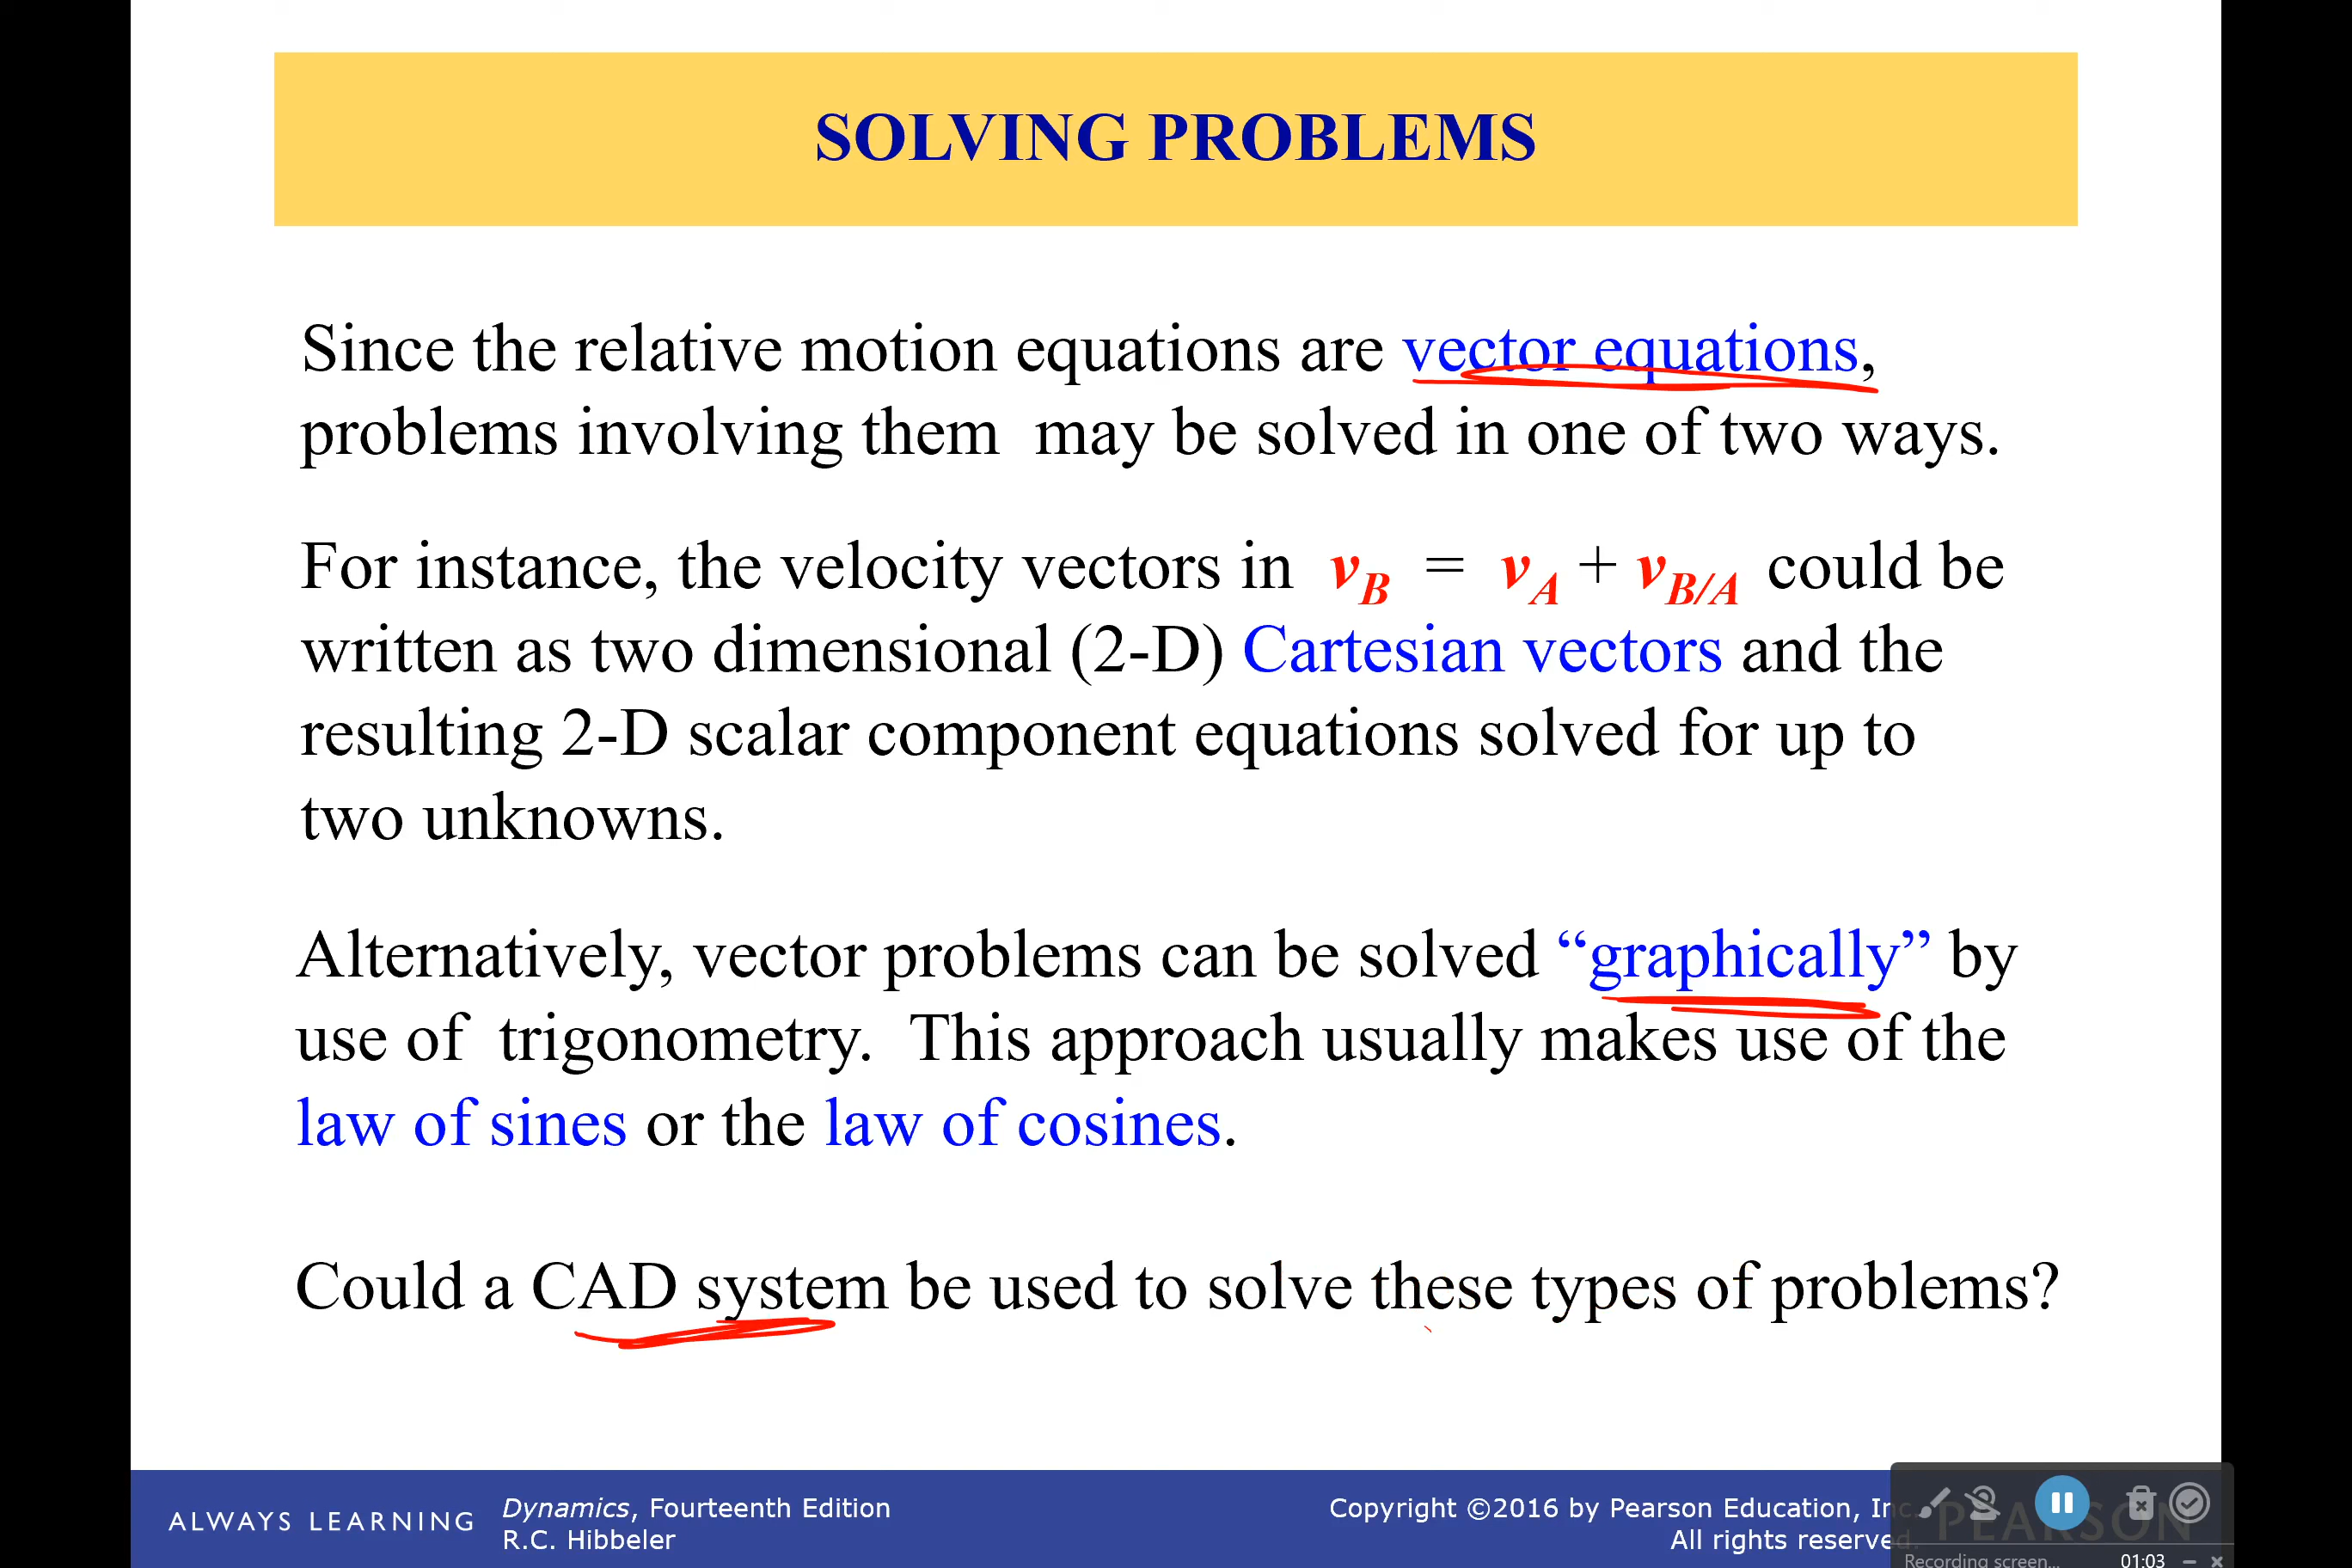 SOLVING PROBLEMS
Since the relative motion equations are vector equations,
problems involving them may be solved in one of two ways.
For instance, the velocity vectors in v_B = v_A + v_B/A could be
written as two dimensional (2-D) Cartesian vectors and the
resulting 2-D scalar component equations solved for up to
two unknowns.
Alternatively, vector problems can be solved “graphically” by
use of trigonometry. This approach usually makes use of the
law of sines or the law of cosines.
Could a CAD system be used to solve these types of problems?
ALWAYS LEARNING
Dynamics, Fourteenth Edition
R.C. Hibbeler
Copyright ©2016 by Pearson Education, Inc.
All rights reserved.
PEARSON
Recording screen... 01:03